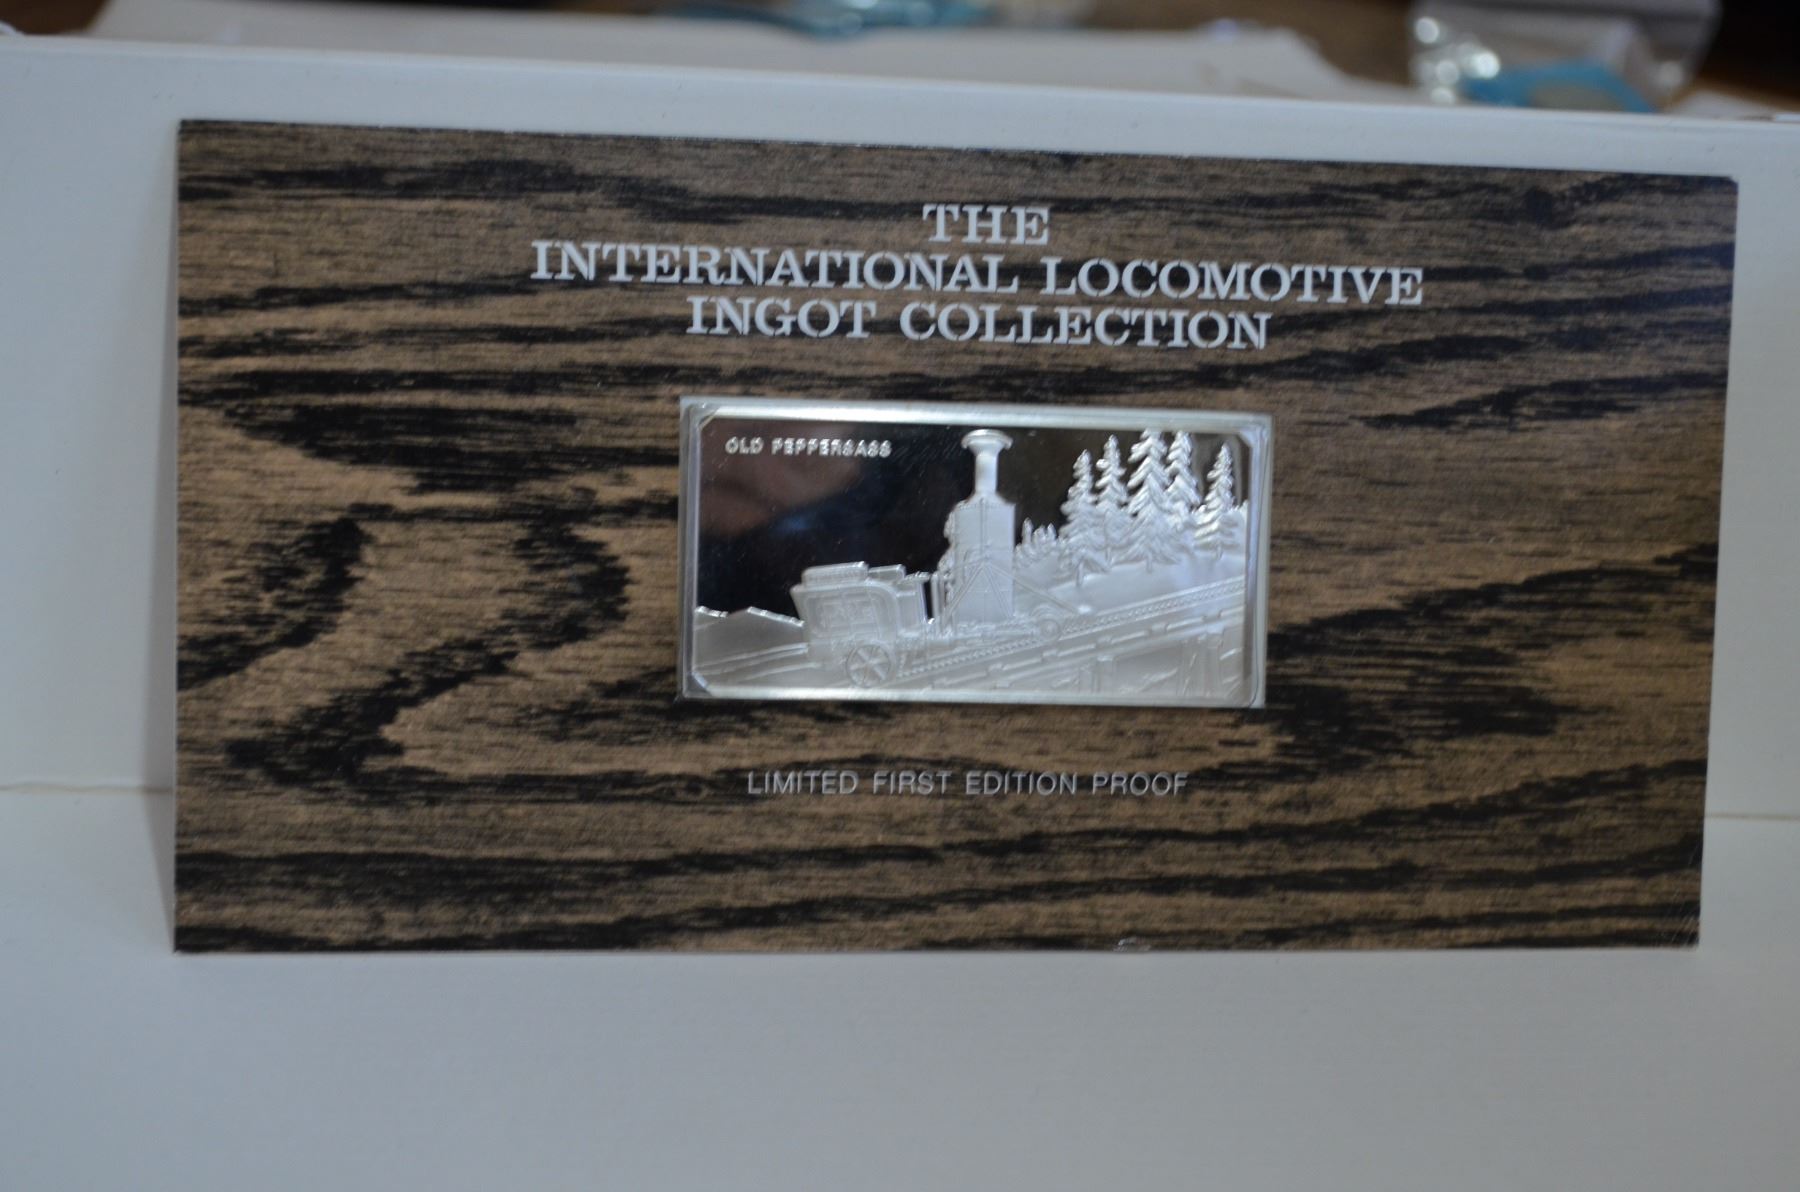 THE
INTERNATIONAL LOCOMOTIVE
INGOT COLLECTION
OLD PEPPERSASS
LIMITED FIRST EDITION PROOF